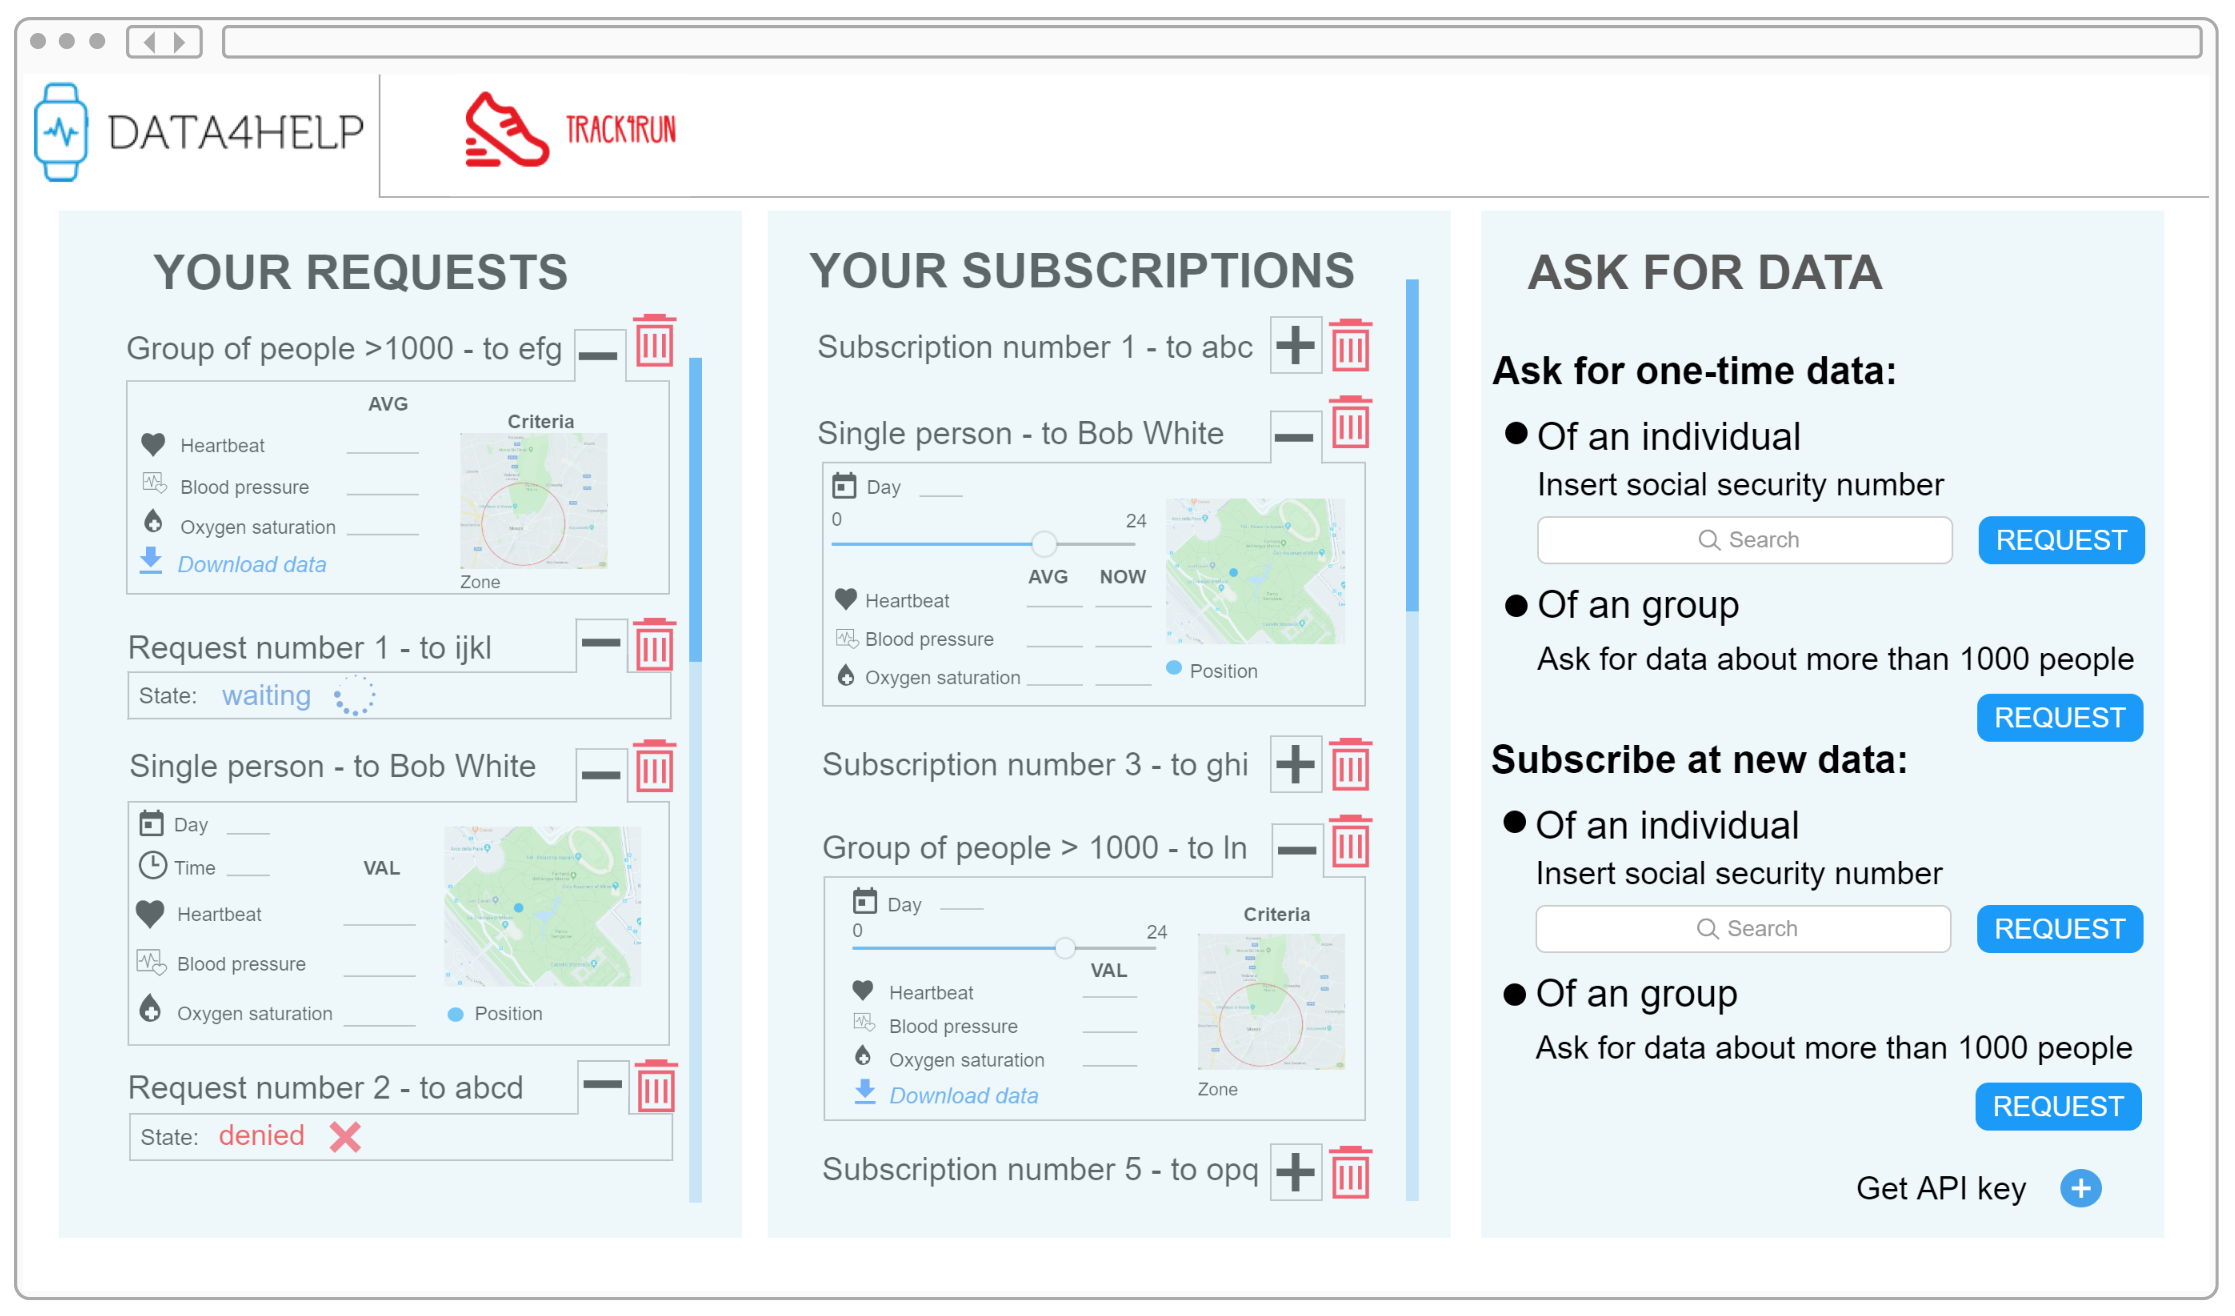 DATA4HELP
TRACK4RUN
YOUR REQUESTS
Group of people >1000 - to efg
AVG
Criteria
Heartbeat
Blood pressure
Oxygen saturation
Download data
Zone
Request number 1 - to ijkl
State: waiting
Single person - to Bob White
Day
Time
VAL
Heartbeat
Blood pressure
Oxygen saturation
Position
Request number 2 - to abcd
State: denied
YOUR SUBSCRIPTIONS
Subscription number 1 - to abc
Single person - to Bob White
Day
0 24
AVG NOW
Heartbeat
Blood pressure
Oxygen saturation
Position
Subscription number 3 - to ghi
Group of people > 1000 - to ln
Day
Criteria
0 24
VAL
Heartbeat
Blood pressure
Oxygen saturation
Download data
Zone
Subscription number 5 - to opq
ASK FOR DATA
Ask for one-time data:
Of an individual
Insert social security number
Search REQUEST
Of an group
Ask for data about more than 1000 people
REQUEST
Subscribe at new data:
Of an individual
Insert social security number
Search REQUEST
Of an group
Ask for data about more than 1000 people
REQUEST
Get API key